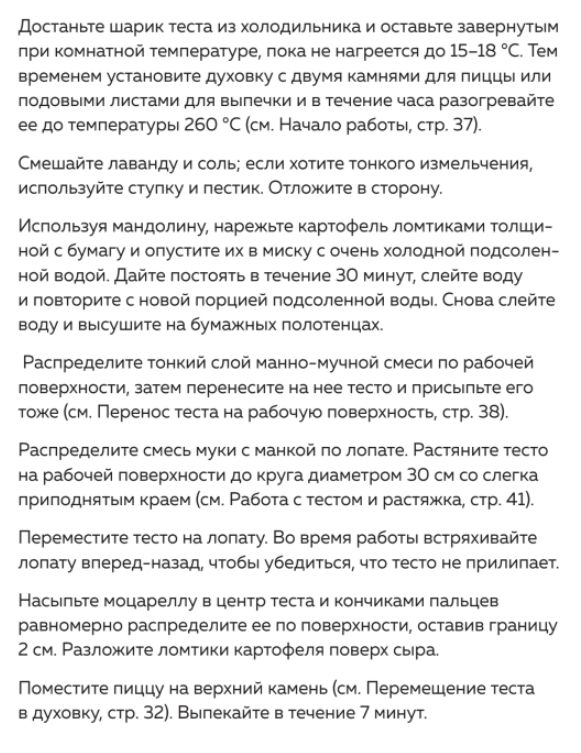 Достаньте шарик теста из холодильника и оставьте завернутым
при комнатной температуре, пока не нагреется до 15–18 °C. Тем
временем установите духовку с двумя камнями для пиццы или
подовыми листами для выпечки и в течение часа разогревайте
ее до температуры 260 °C (см. Начало работы, стр. 37).
Смешайте лаванду и соль; если хотите тонкого измельчения,
используйте ступку и пестик. Отложите в сторону.
Используя мандолину, нарежьте картофель ломтиками толщи-
ной с бумагу и опустите их в миску с очень холодной подсолен-
ной водой. Дайте постоять в течение 30 минут, слейте воду
и повторите с новой порцией подсоленной воды. Снова слейте
воду и высушите на бумажных полотенцах.
Распределите тонкий слой манно-мучной смеси по рабочей
поверхности, затем перенесите на нее тесто и присыпьте его
тоже (см. Перенос теста на рабочую поверхность, стр. 38).
Распределите смесь муки с манкой по лопате. Растяните тесто
на рабочей поверхности до круга диаметром 30 см со слегка
приподнятым краем (см. Работа с тестом и растяжка, стр. 41).
Переместите тесто на лопату. Во время работы встряхивайте
лопату вперед-назад, чтобы убедиться, что тесто не прилипает.
Насыпьте моцареллу в центр теста и кончиками пальцев
равномерно распределите ее по поверхности, оставив границу
2 см. Разложите ломтики картофеля поверх сыра.
Поместите пиццу на верхний камень (см. Перемещение теста
в духовку, стр. 32). Выпекайте в течение 7 минут.